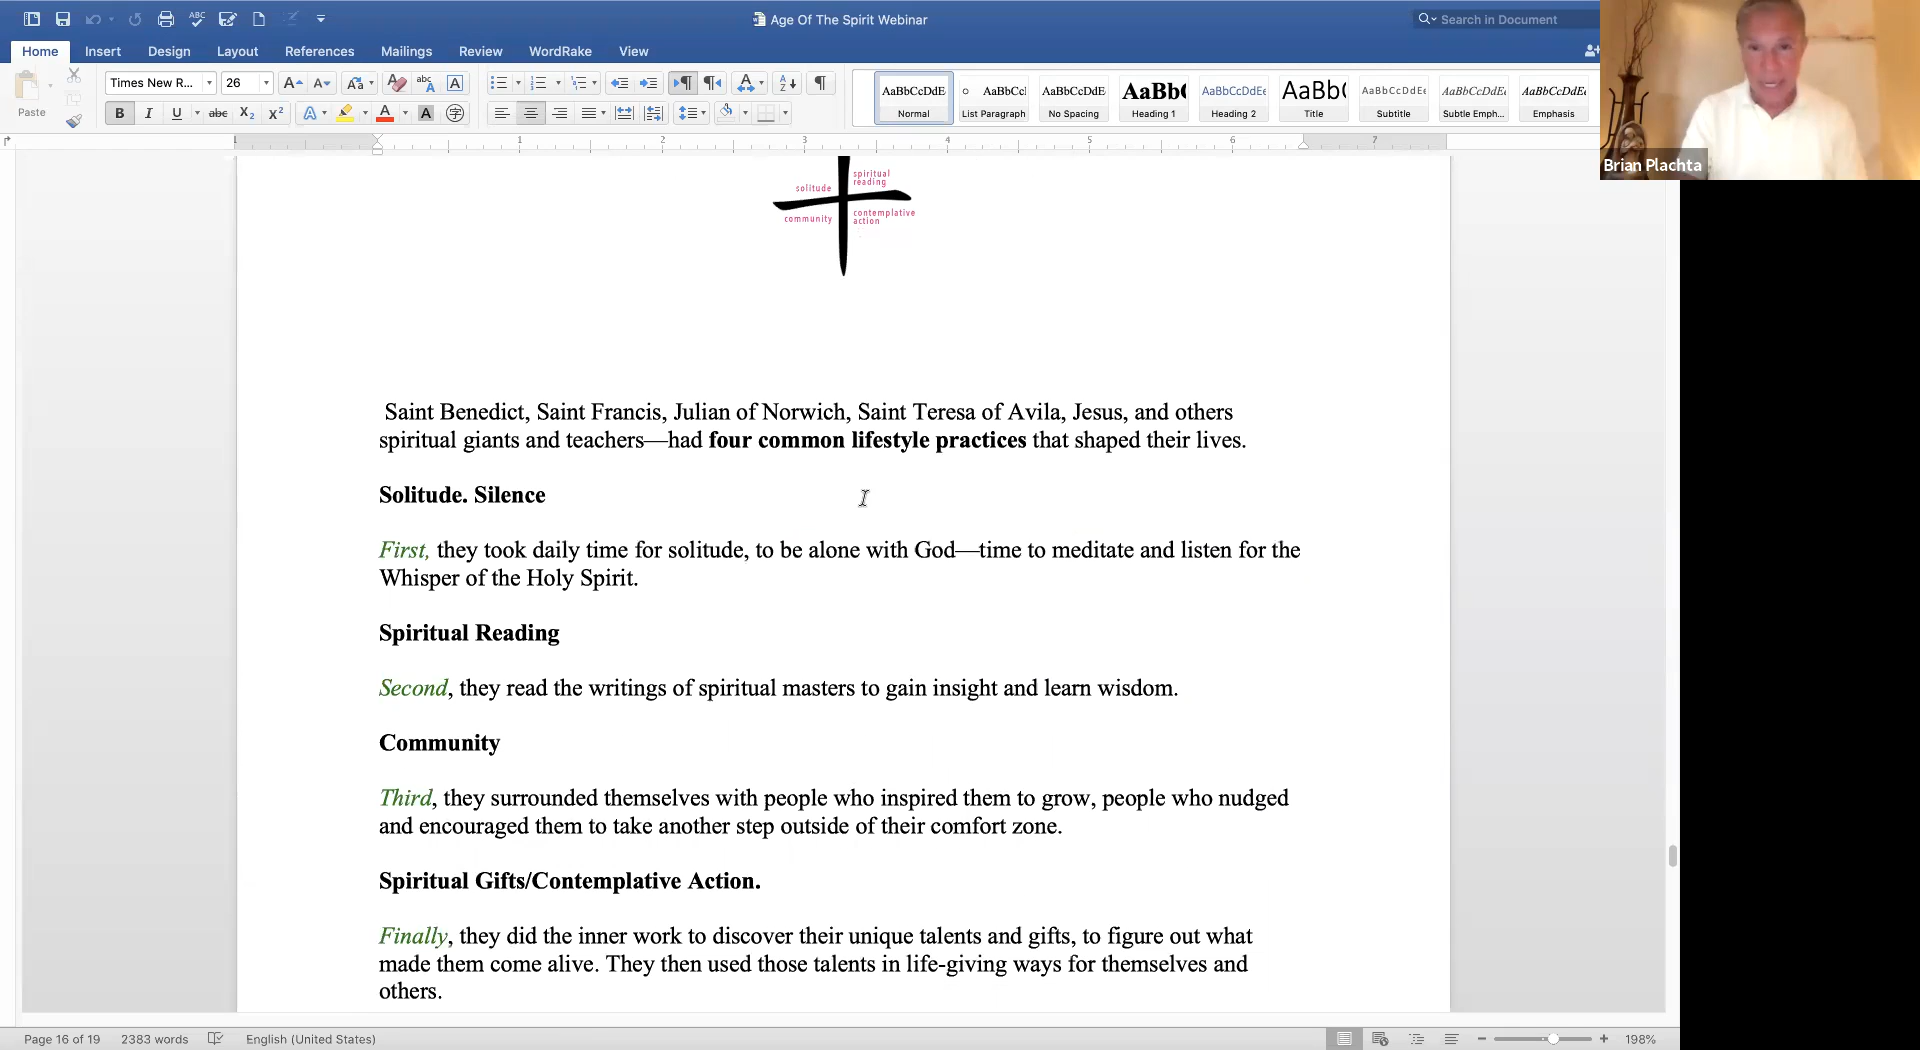 Age Of The Spirit Webinar
Search in Document
Home Insert Design Layout References Mailings Review WordRake View
Paste
Times New R... 26
AaBbCcDdE AaBbCcI AaBbCcDdE AaBb( AaBbCcDdEe AaBbCcI AaBbCcDdEe AaBbCcDdEe AaBbCcDdEe
Normal List Paragraph No Spacing Heading 1 Heading 2 Title Subtitle Subtle Emph... Emphasis
Brian Plachta
1 1 2 3 4 5 6 7
solitude
spiritual
reading
community
contemplative
action
Saint Benedict, Saint Francis, Julian of Norwich, Saint Teresa of Avila, Jesus, and others
spiritual giants and teachers—had four common lifestyle practices that shaped their lives.
Solitude. Silence
First, they took daily time for solitude, to be alone with God—time to meditate and listen for the
Whisper of the Holy Spirit.
Spiritual Reading
Second, they read the writings of spiritual masters to gain insight and learn wisdom.
Community
Third, they surrounded themselves with people who inspired them to grow, people who nudged
and encouraged them to take another step outside of their comfort zone.
Spiritual Gifts/Contemplative Action.
Finally, they did the inner work to discover their unique talents and gifts, to figure out what
made them come alive. They then used those talents in life-giving ways for themselves and
others.
Page 16 of 19 2383 words English (United States) 198%